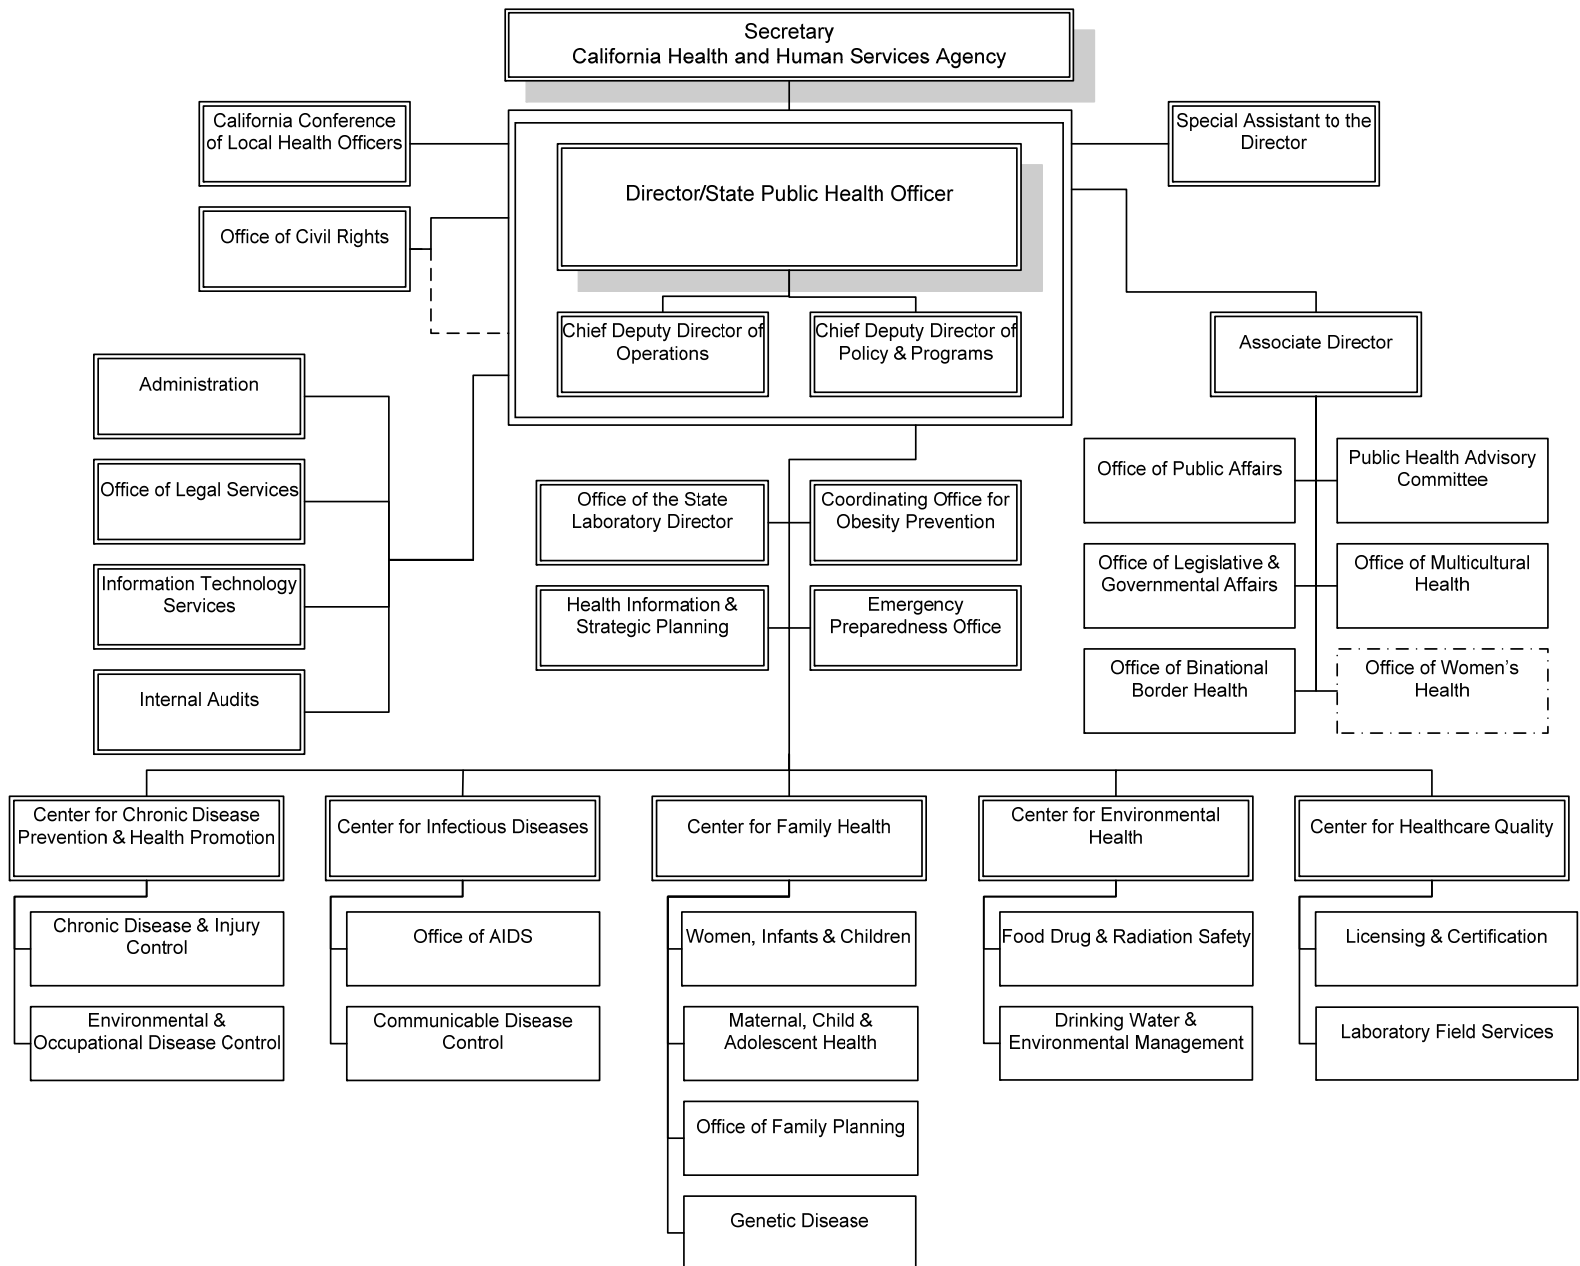 Secretary
California Health and Human Services Agency
California Conference
of Local Health Officers
Special Assistant to the
Director
Director/State Public Health Officer
Office of Civil Rights
Chief Deputy Director of
Operations
Chief Deputy Director of
Policy & Programs
Associate Director
Administration
Office of Legal Services
Information Technology
Services
Internal Audits
Office of the State
Laboratory Director
Coordinating Office for
Obesity Prevention
Health Information &
Strategic Planning
Emergency
Preparedness Office
Office of Public Affairs
Public Health Advisory
Committee
Office of Legislative &
Governmental Affairs
Office of Multicultural
Health
Office of Binational
Border Health
Office of Women’s
Health
Center for Chronic Disease
Prevention & Health Promotion
Center for Infectious Diseases
Center for Family Health
Center for Environmental
Health
Center for Healthcare Quality
Chronic Disease & Injury
Control
Environmental &
Occupational Disease Control
Office of AIDS
Communicable Disease
Control
Women, Infants & Children
Maternal, Child &
Adolescent Health
Office of Family Planning
Genetic Disease
Food Drug & Radiation Safety
Drinking Water &
Environmental Management
Licensing & Certification
Laboratory Field Services